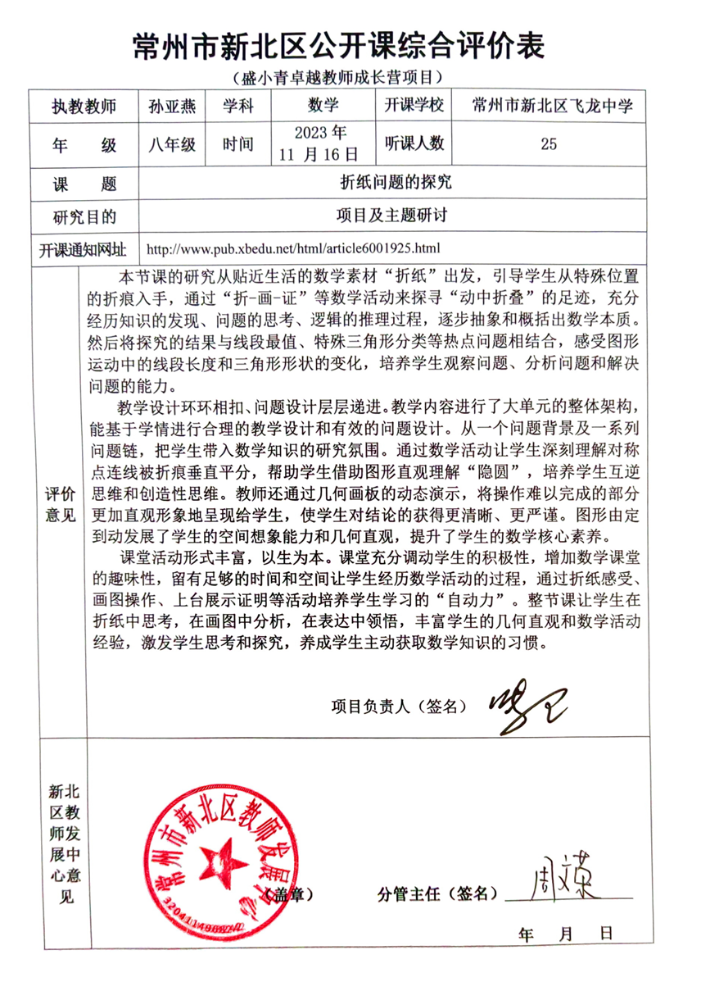 常州市新北区公开课综合评价表
（盛小青卓越教师成长营项目）
执教教师 孙亚燕 学科 数学 开课学校 常州市新北区飞龙中学
年 级 八年级 时间 2023 年 11 月 16 日 听课人数 25
课 题 折纸问题的探究
研究目的 项目及主题研讨
开课通知网址 http://www.pub.xbedu.net/html/article6001925.html
评价
意见
本节课的研究从贴近生活的数学素材“折纸”出发，引导学生从特殊位置
的折痕入手，通过“折-画-证”等数学活动来探寻“动中折叠”的足迹，充分
经历知识的发现、问题的思考、逻辑的推理过程，逐步抽象和概括出数学本质。
然后将探究的结果与线段最值、特殊三角形分类等热点问题相结合，感受图形
运动中的线段长度和三角形形状的变化，培养学生观察问题、分析问题和解决
问题的能力。
教学设计环环相扣、问题设计层层递进。教学内容进行了大单元的整体架构，
能基于学情进行合理的教学设计和有效的问题设计。从一个问题背景及一系列
问题链，把学生带入数学知识的研究氛围。通过数学活动让学生深刻理解对称
点连线被折痕垂直平分，帮助学生借助图形直观理解“隐圆”，培养学生互逆
思维和创造性思维。教师还通过几何画板的动态演示，将操作难以完成的部分
更加直观形象地呈现给学生，使学生对结论的获得更清晰、更严谨。图形由定
到动发展了学生的空间想象能力和几何直观，提升了学生的数学核心素养。
课堂活动形式丰富，以生为本。课堂充分调动学生的积极性，增加数学课堂
的趣味性，留有足够的时间和空间让学生经历数学活动的过程，通过折纸感受、
画图操作、上台展示证明等活动培养学生学习的“自动力”。整节课让学生在
折纸中思考，在画图中分析，在表达中领悟，丰富学生的几何直观和数学活动
经验，激发学生思考和探究，养成学生主动获取数学知识的习惯。
项目负责人（签名）
新北
区教
师发
展中
心意
见
常州市新北区教师发展中心
（盖章）
分管主任（签名） 周文荣
年 月 日